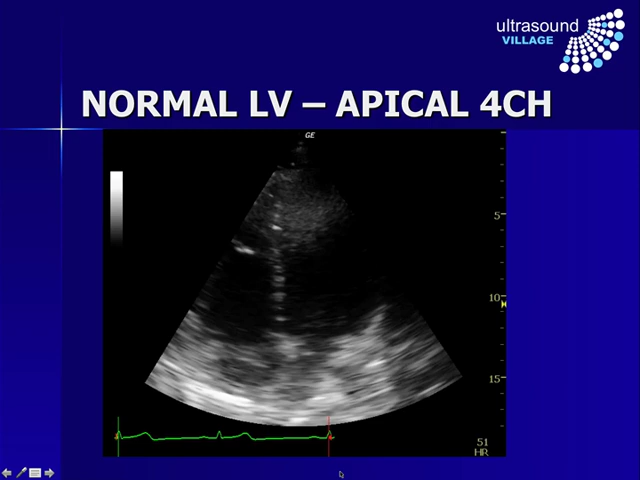 ultrasound
VILLAGE
NORMAL LV – APICAL 4CH
GE
5
10
15
51
HR